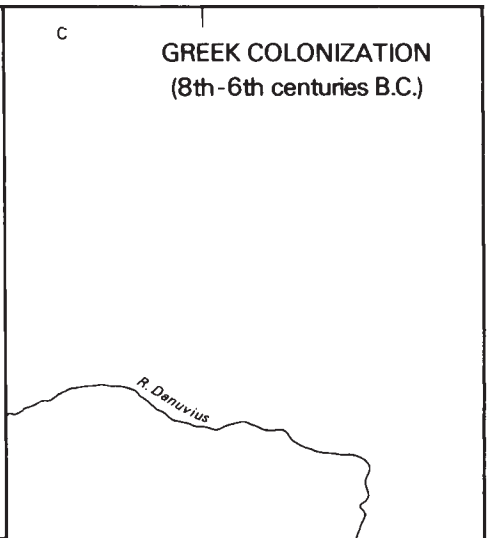 C
GREEK COLONIZATION
(8th-6th centuries B.C.)
R. Danuvius